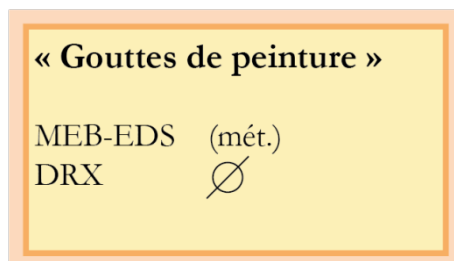 « Gouttes de peinture »
MEB-EDS (mét.)
DRX ∅